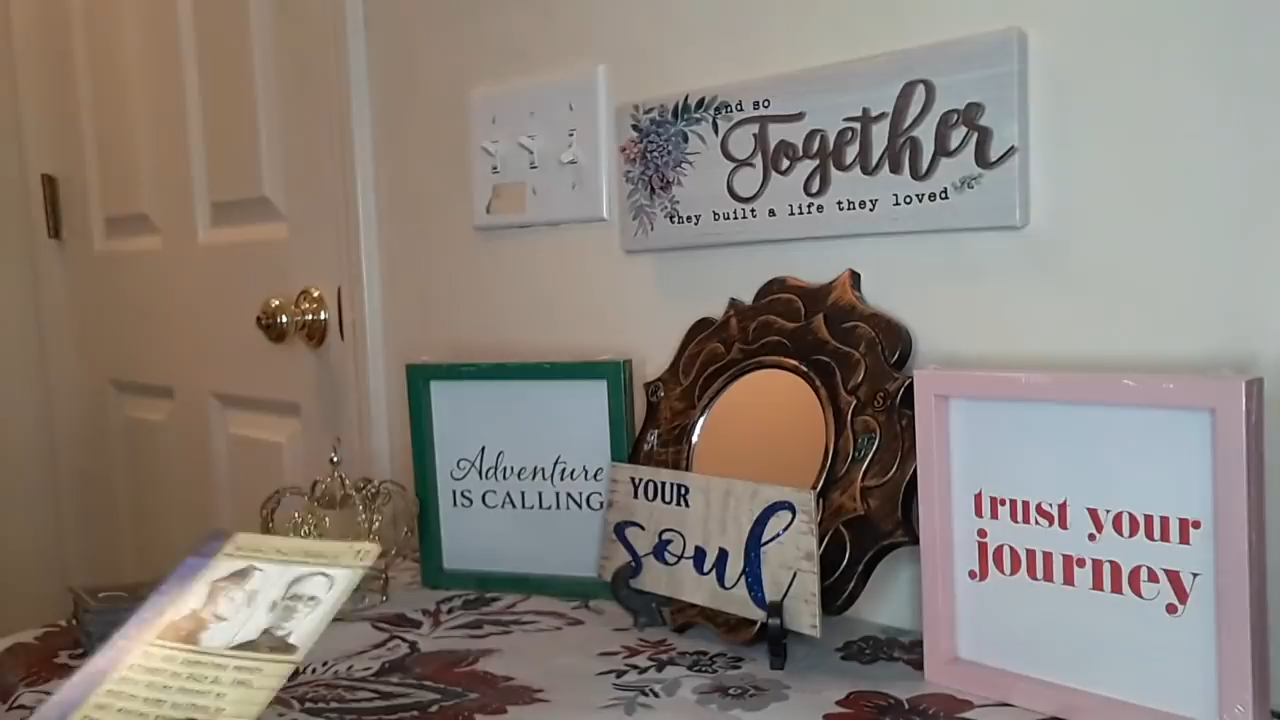 and so
Together
they built a life they loved
Adventure
IS CALLING
YOUR
soul
trust your
journey